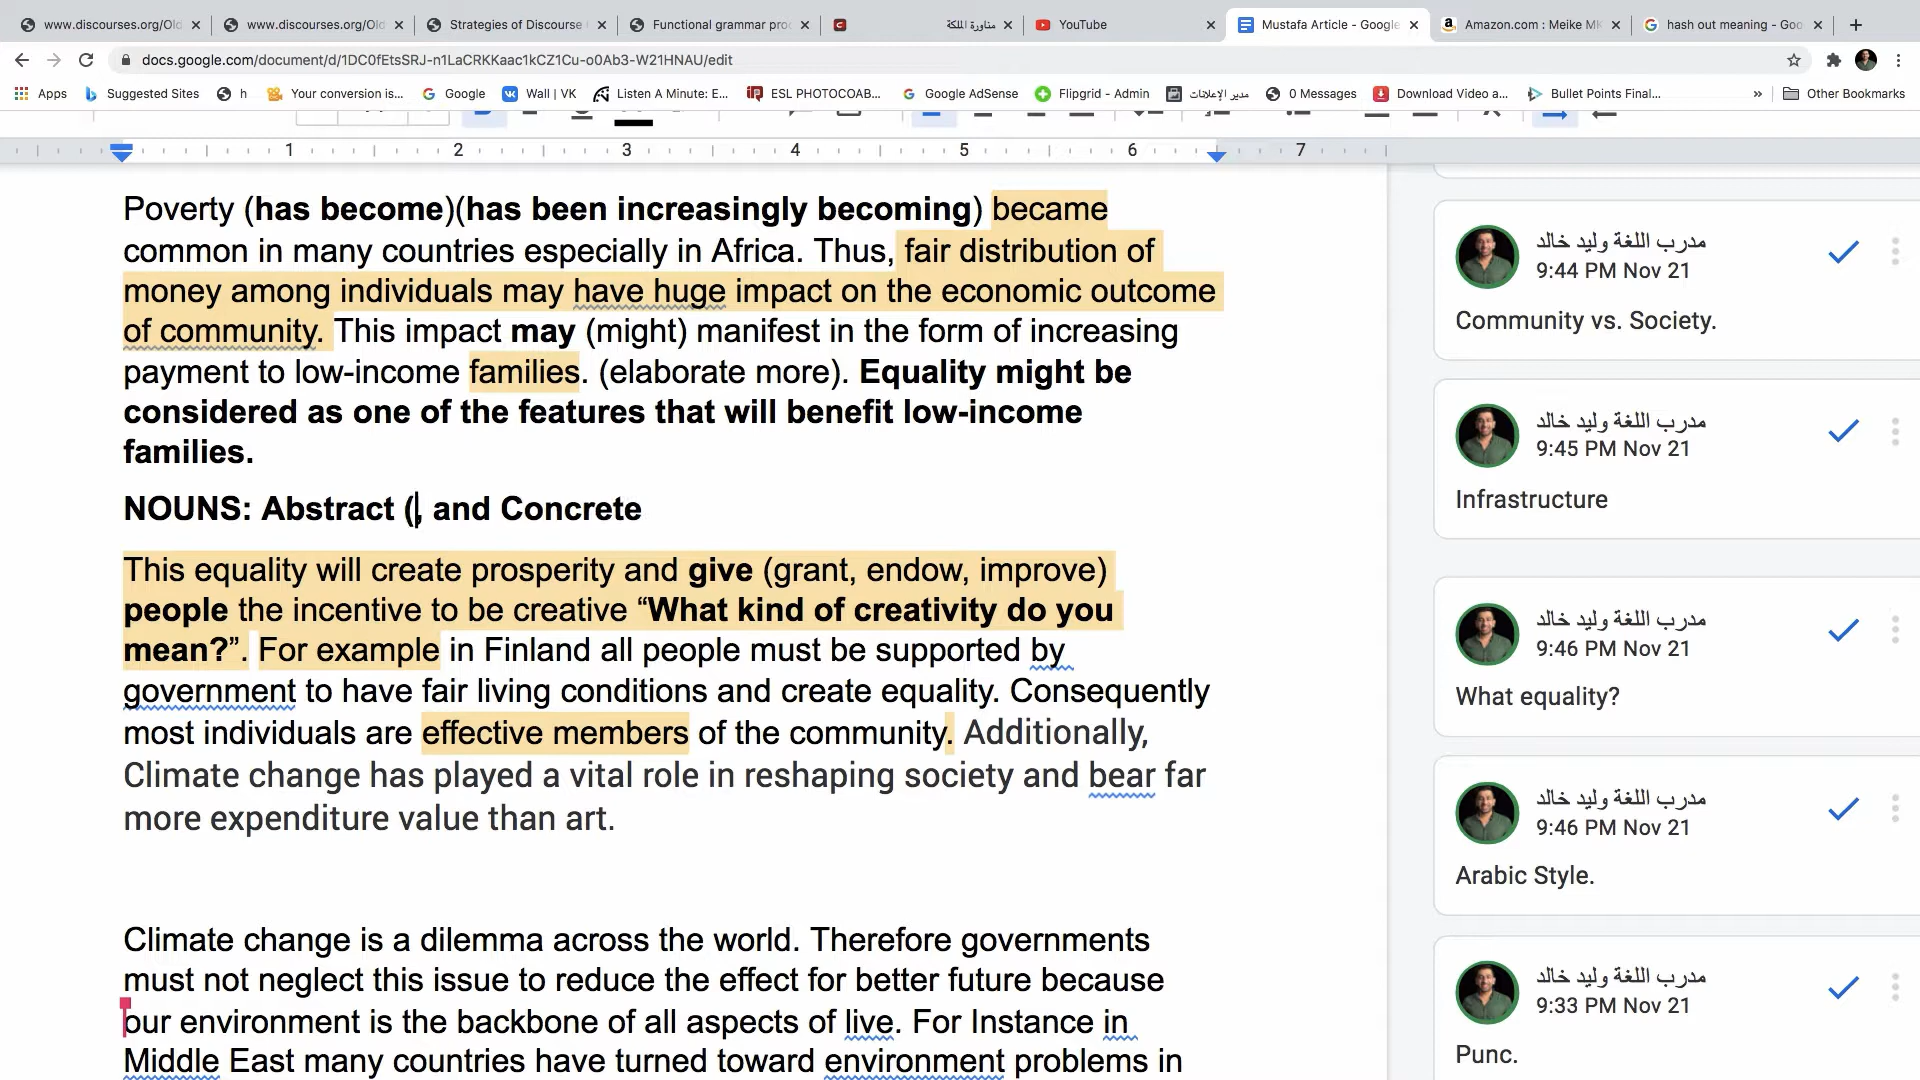 www.discourses.org/Old
www.discourses.org/Old
Strategies of Discourse
Functional grammar pro
مناورة الملكة
YouTube
Mustafa Article - Google
Amazon.com : Meike MK
hash out meaning - Goo
docs.google.com/document/d/1DC0fEtsSRJ-n1LaCRKKaac1kCZ1Cu-o0Ab3-W21HNAU/edit
Apps
Suggested Sites
h
Your conversion is...
Google
Wall | VK
Listen A Minute: E...
ESL PHOTOCOAB...
Google AdSense
Flipgrid - Admin
مدير الإعلانات
0 Messages
Download Video a...
Bullet Points Final...
»
Other Bookmarks
1 2 3 4 5 6 7
Poverty (has become)(has been increasingly becoming) became
common in many countries especially in Africa. Thus, fair distribution of
money among individuals may have huge impact on the economic outcome
of community. This impact may (might) manifest in the form of increasing
payment to low-income families. (elaborate more). Equality might be
considered as one of the features that will benefit low-income
families.
NOUNS: Abstract (, and Concrete
This equality will create prosperity and give (grant, endow, improve)
people the incentive to be creative “What kind of creativity do you
mean?”. For example in Finland all people must be supported by
government to have fair living conditions and create equality. Consequently
most individuals are effective members of the community. Additionally,
Climate change has played a vital role in reshaping society and bear far
more expenditure value than art.
Climate change is a dilemma across the world. Therefore governments
must not neglect this issue to reduce the effect for better future because
our environment is the backbone of all aspects of live. For Instance in
Middle East many countries have turned toward environment problems in
مدرب اللغة وليد خالد
9:44 PM Nov 21
Community vs. Society.
مدرب اللغة وليد خالد
9:45 PM Nov 21
Infrastructure
مدرب اللغة وليد خالد
9:46 PM Nov 21
What equality?
مدرب اللغة وليد خالد
9:46 PM Nov 21
Arabic Style.
مدرب اللغة وليد خالد
9:33 PM Nov 21
Punc.